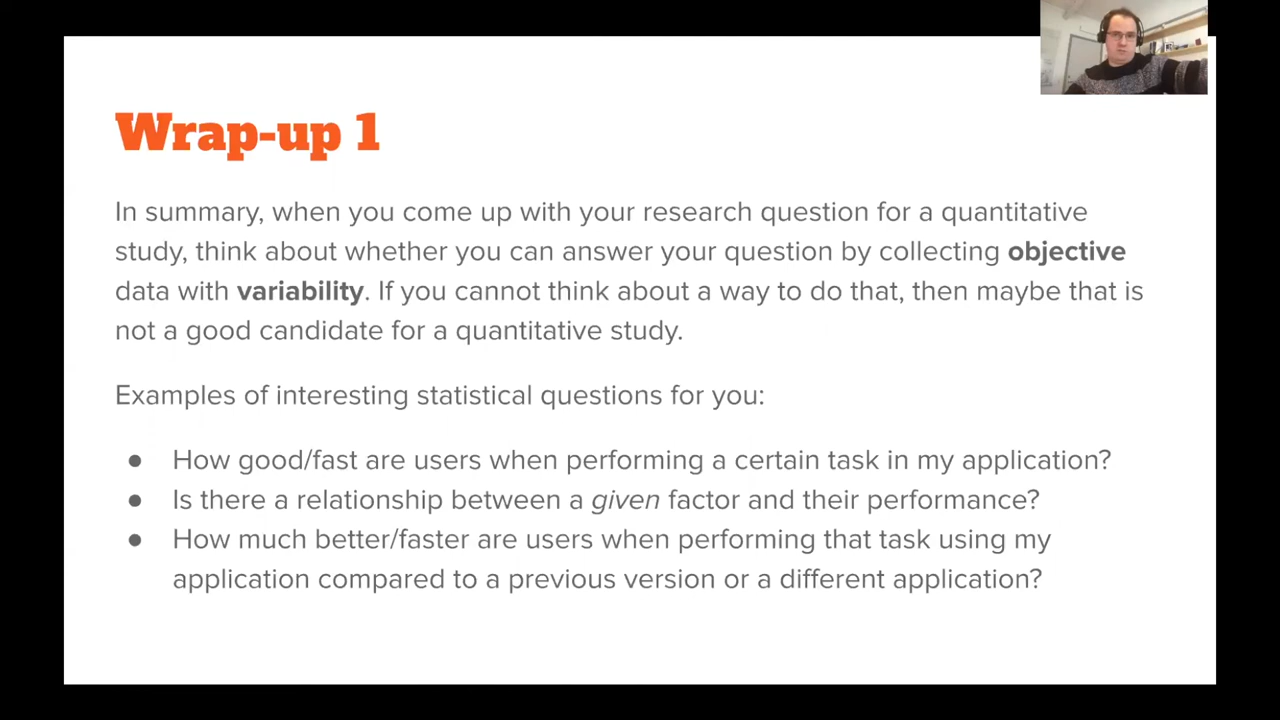 Wrap-up 1
In summary, when you come up with your research question for a quantitative
study, think about whether you can answer your question by collecting objective
data with variability. If you cannot think about a way to do that, then maybe that is
not a good candidate for a quantitative study.
Examples of interesting statistical questions for you:
● How good/fast are users when performing a certain task in my application?
● Is there a relationship between a given factor and their performance?
● How much better/faster are users when performing that task using my
application compared to a previous version or a different application?